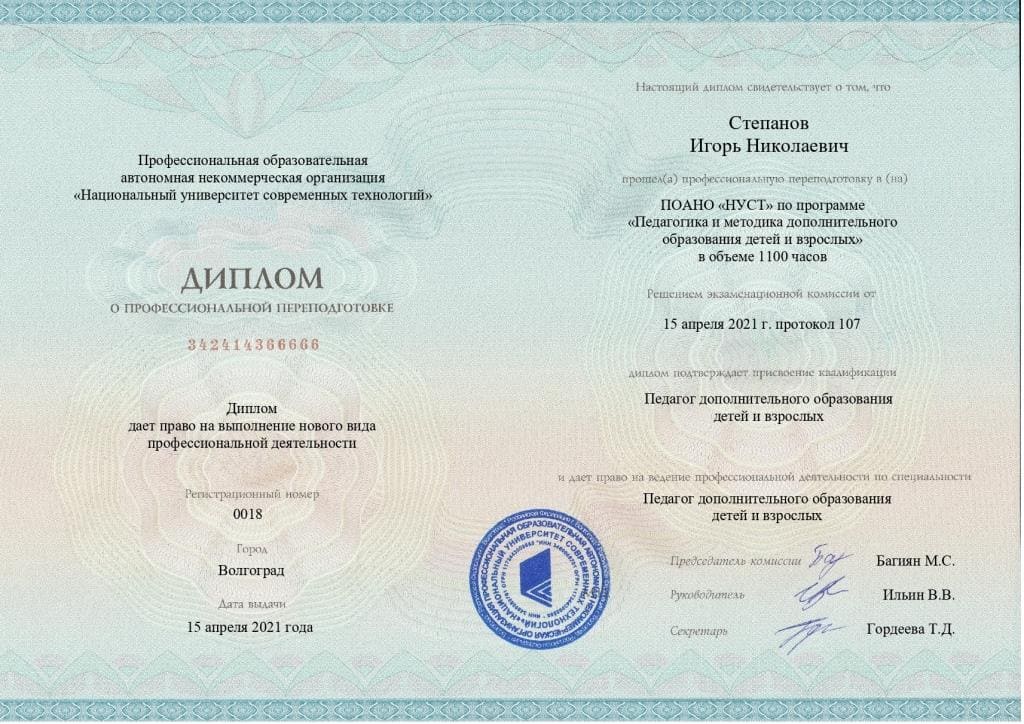 Профессиональная образовательная
автономная некоммерческая организация
«Национальный университет современных технологий»
ДИПЛОМ
О ПРОФЕССИОНАЛЬНОЙ ПЕРЕПОДГОТОВКЕ
342414366666
Диплом
дает право на выполнение нового вида
профессиональной деятельности
Регистрационный номер
0018
Город
Волгоград
Дата выдачи
15 апреля 2021 года
Настоящий диплом свидетельствует о том, что
Степанов
Игорь Николаевич
прошел(а) профессиональную переподготовку в (на)
ПОАНО «НУСТ» по программе
«Педагогика и методика дополнительного
образования детей и взрослых»
в объеме 1100 часов
Решением экзаменационной комиссии от
15 апреля 2021 г. протокол 107
диплом подтверждает присвоение квалификации
Педагог дополнительного образования
детей и взрослых
и дает право на ведение профессиональной деятельности по специальности
Педагог дополнительного образования
детей и взрослых
Председатель комиссии Багиян М.С.
Руководитель Ильин В.В.
Секретарь Гордеева Т.Д.
ПРОФЕССИОНАЛЬНАЯ ОБРАЗОВАТЕЛЬНАЯ АВТОНОМНАЯ НЕКОММЕРЧЕСКАЯ ОРГАНИЗАЦИЯ
«НАЦИОНАЛЬНЫЙ УНИВЕРСИТЕТ СОВРЕМЕННЫХ ТЕХНОЛОГИЙ»